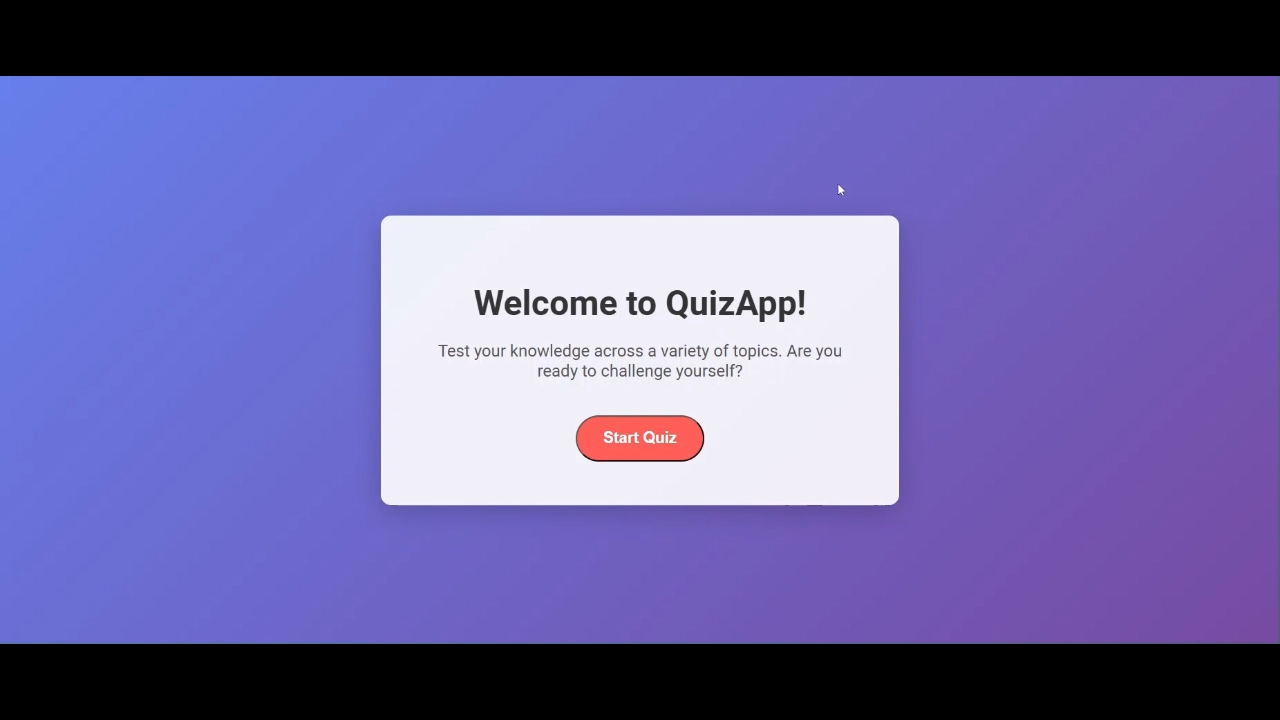 Welcome to QuizApp!
Test your knowledge across a variety of topics. Are you
ready to challenge yourself?
Start Quiz